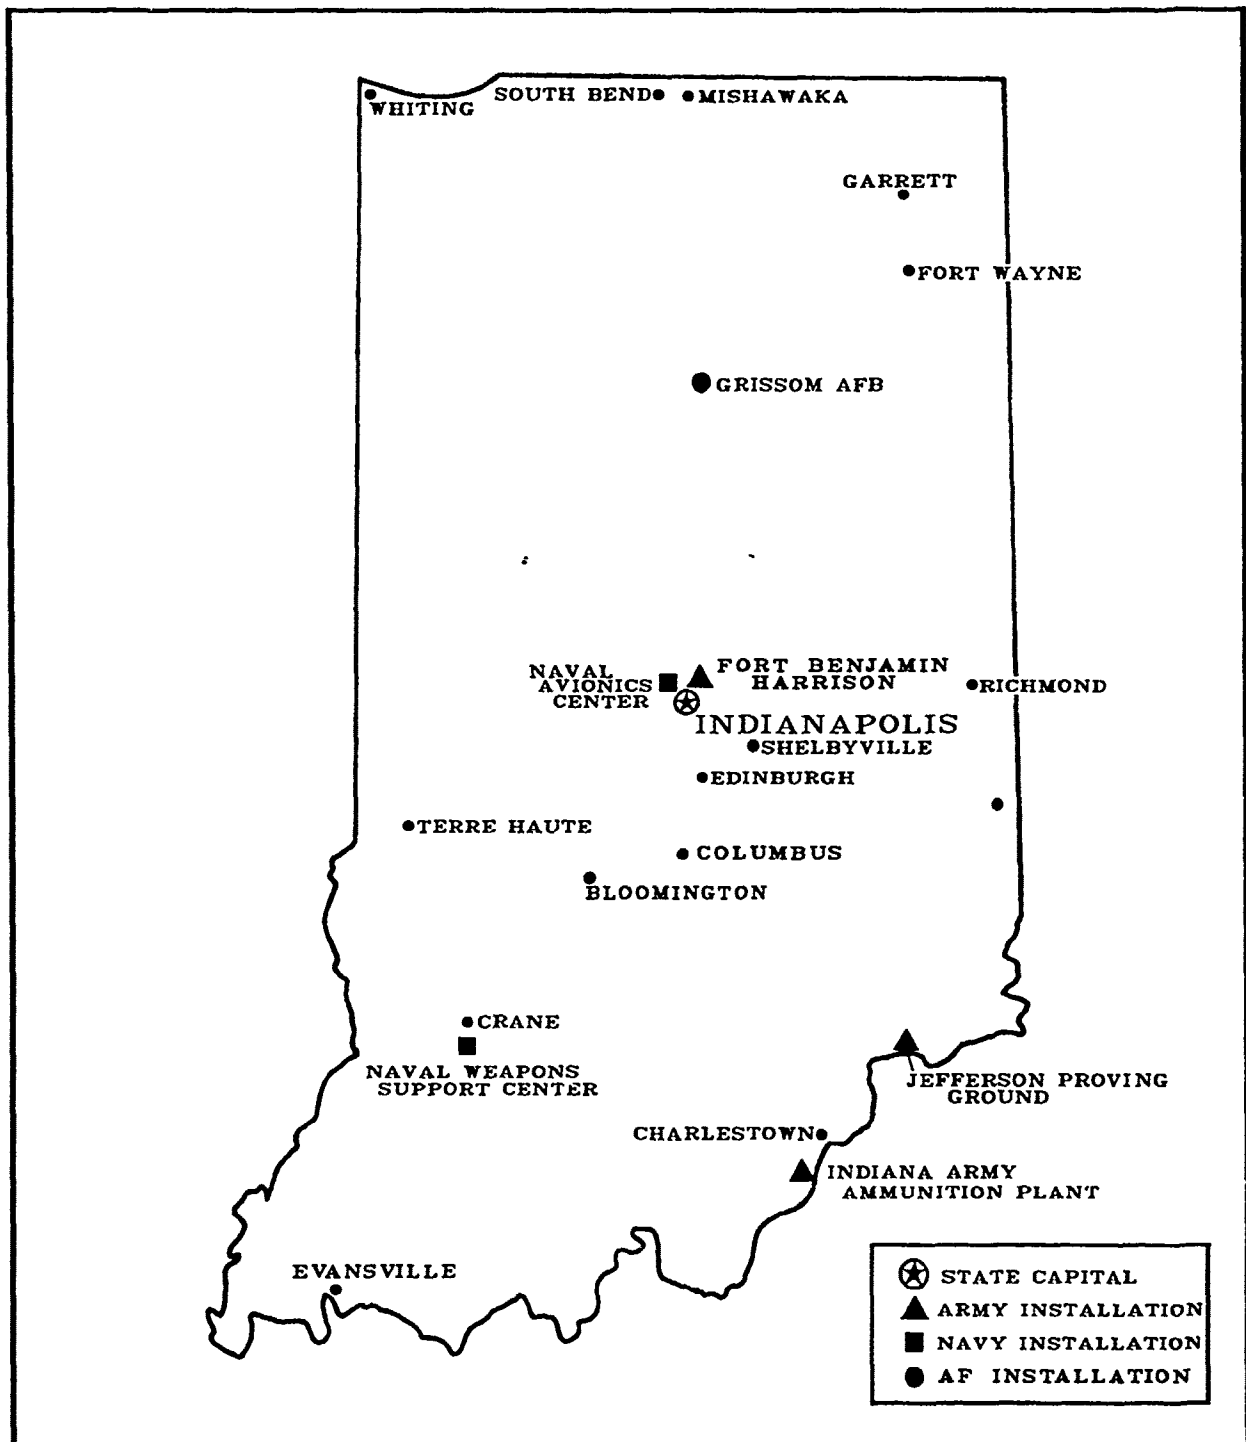 WHITING
SOUTH BEND
MISHAWAKA
GARRETT
FORT WAYNE
GRISSOM AFB
NAVAL
AVIONICS
CENTER
FORT BENJAMIN
HARRISON
RICHMOND
INDIANAPOLIS
SHELBYVILLE
EDINBURGH
TERRE HAUTE
COLUMBUS
BLOOMINGTON
CRANE
NAVAL WEAPONS
SUPPORT CENTER
JEFFERSON PROVING
GROUND
CHARLESTOWN
INDIANA ARMY
AMMUNITION PLANT
EVANSVILLE
STATE CAPITAL
ARMY INSTALLATION
NAVY INSTALLATION
AF INSTALLATION